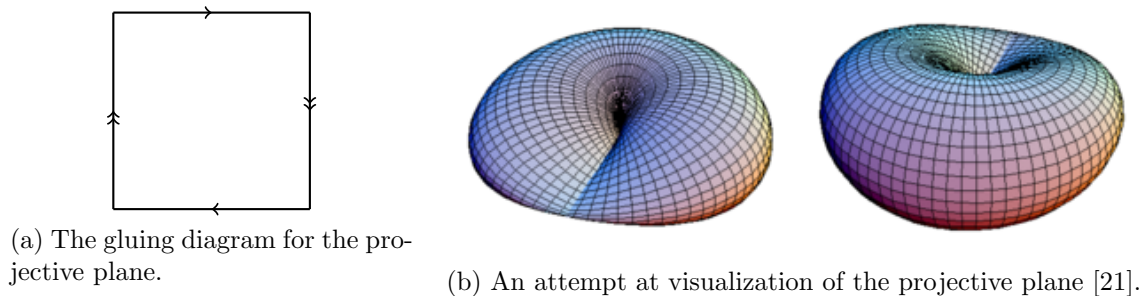 (a) The gluing diagram for the pro-
jective plane.
(b) An attempt at visualization of the projective plane [21].